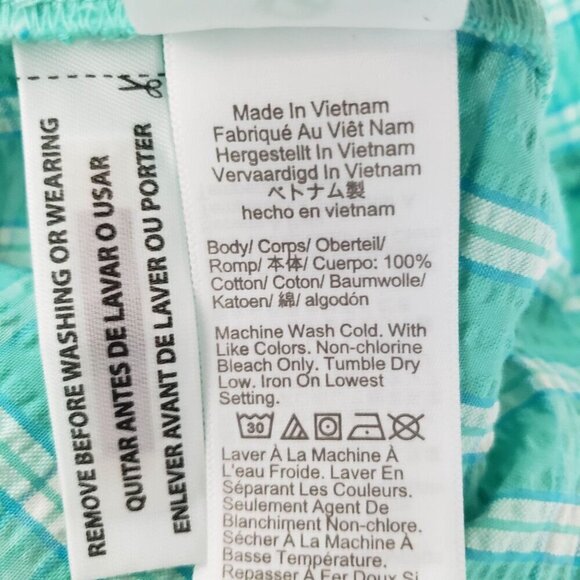 REMOVE BEFORE WASHING OR WEARING
QUITAR ANTES DE LAVAR O USAR
ENLEVER AVANT DE LAVER OU PORTER
Made In Vietnam
Fabriqué Au Viêt Nam
Hergestellt In Vietnam
Vervaardigd In Vietnam
ベトナム製
hecho en vietnam
Body/ Corps/ Oberteil/
Romp/ 本体/ Cuerpo: 100%
Cotton/ Coton/ Baumwolle/
Katoen/ 綿/ algodón
Machine Wash Cold. With
Like Colors. Non-chlorine
Bleach Only. Tumble Dry
Low. Iron On Lowest
Setting.
30
Laver À La Machine À
L'eau Froide. Laver En
Séparant Les Couleurs.
Seulement Agent De
Blanchiment Non-chlore.
Sécher À La Machine À
Basse Température.
Repasser À Fer Doux Si